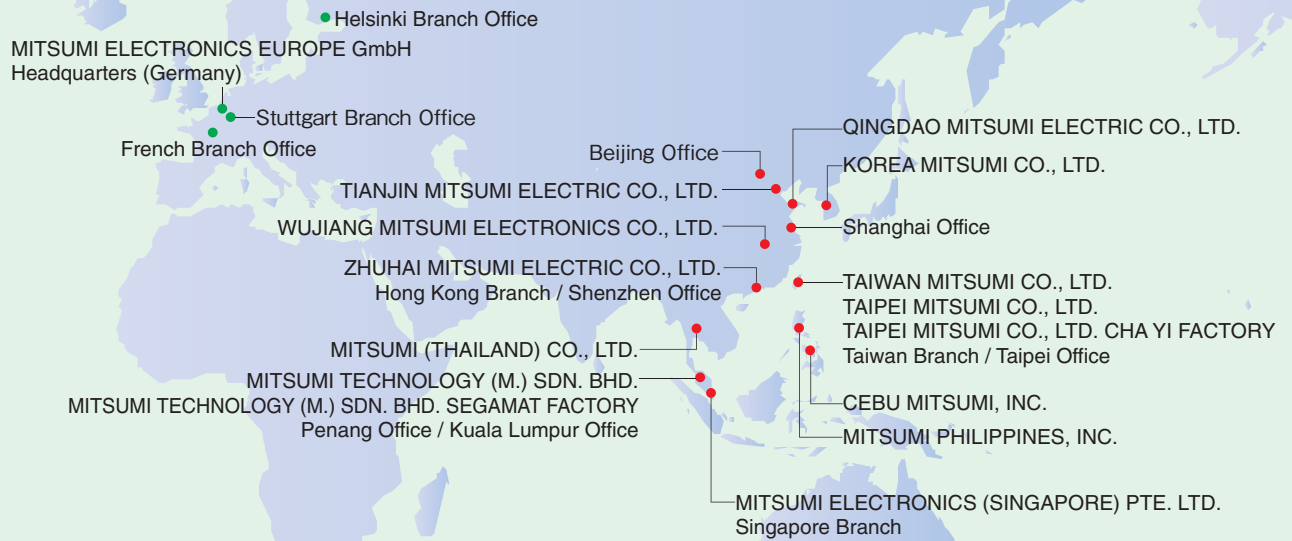 Helsinki Branch Office
MITSUMI ELECTRONICS EUROPE GmbH
Headquarters (Germany)
Stuttgart Branch Office
French Branch Office
Beijing Office
TIANJIN MITSUMI ELECTRIC CO., LTD.
WUJIANG MITSUMI ELECTRONICS CO., LTD.
ZHUHAI MITSUMI ELECTRIC CO., LTD.
Hong Kong Branch / Shenzhen Office
MITSUMI (THAILAND) CO., LTD.
MITSUMI TECHNOLOGY (M.) SDN. BHD.
MITSUMI TECHNOLOGY (M.) SDN. BHD. SEGAMAT FACTORY
Penang Office / Kuala Lumpur Office
QINGDAO MITSUMI ELECTRIC CO., LTD.
KOREA MITSUMI CO., LTD.
Shanghai Office
TAIWAN MITSUMI CO., LTD.
TAIPEI MITSUMI CO., LTD.
TAIPEI MITSUMI CO., LTD. CHA YI FACTORY
Taiwan Branch / Taipei Office
CEBU MITSUMI, INC.
MITSUMI PHILIPPINES, INC.
MITSUMI ELECTRONICS (SINGAPORE) PTE. LTD.
Singapore Branch